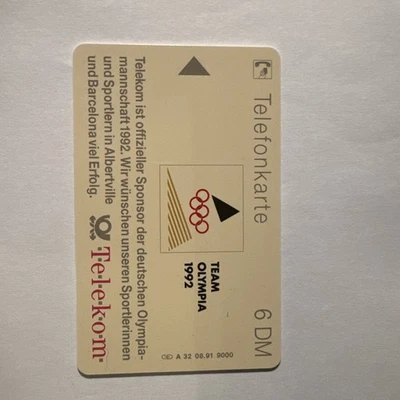 Telefonkarte 6 DM
TEAM
OLYMPIA
1992
Telekom ist offizieller Sponsor der deutschen Olympia-
mannschaft 1992. Wir wünschen unseren Sportlerinnen
und Sportlern in Albertville
und Barcelona viel Erfolg.
Telekom
A 32 08.91 9000